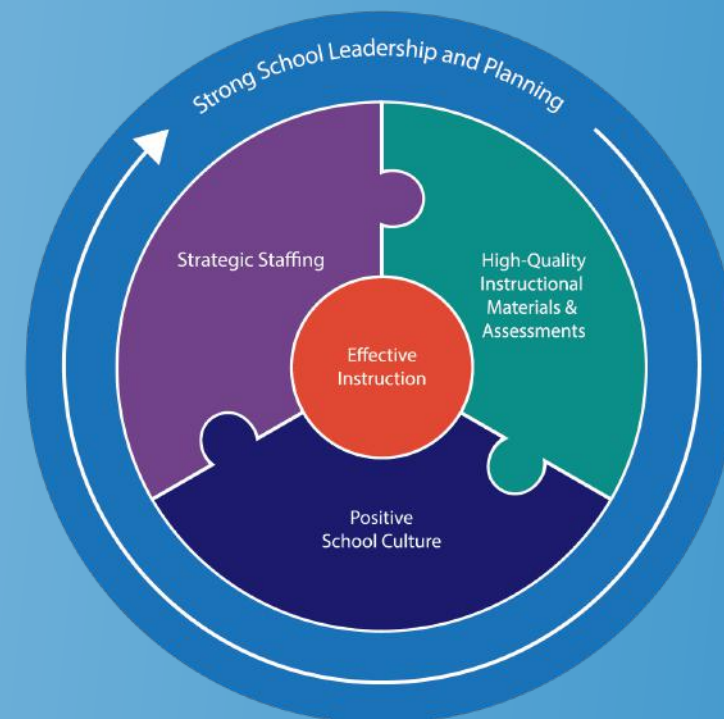 Strong School Leadership and Planning
Strategic Staffing
High-Quality
Instructional
Materials &
Assessments
Effective
Instruction
Positive
School Culture